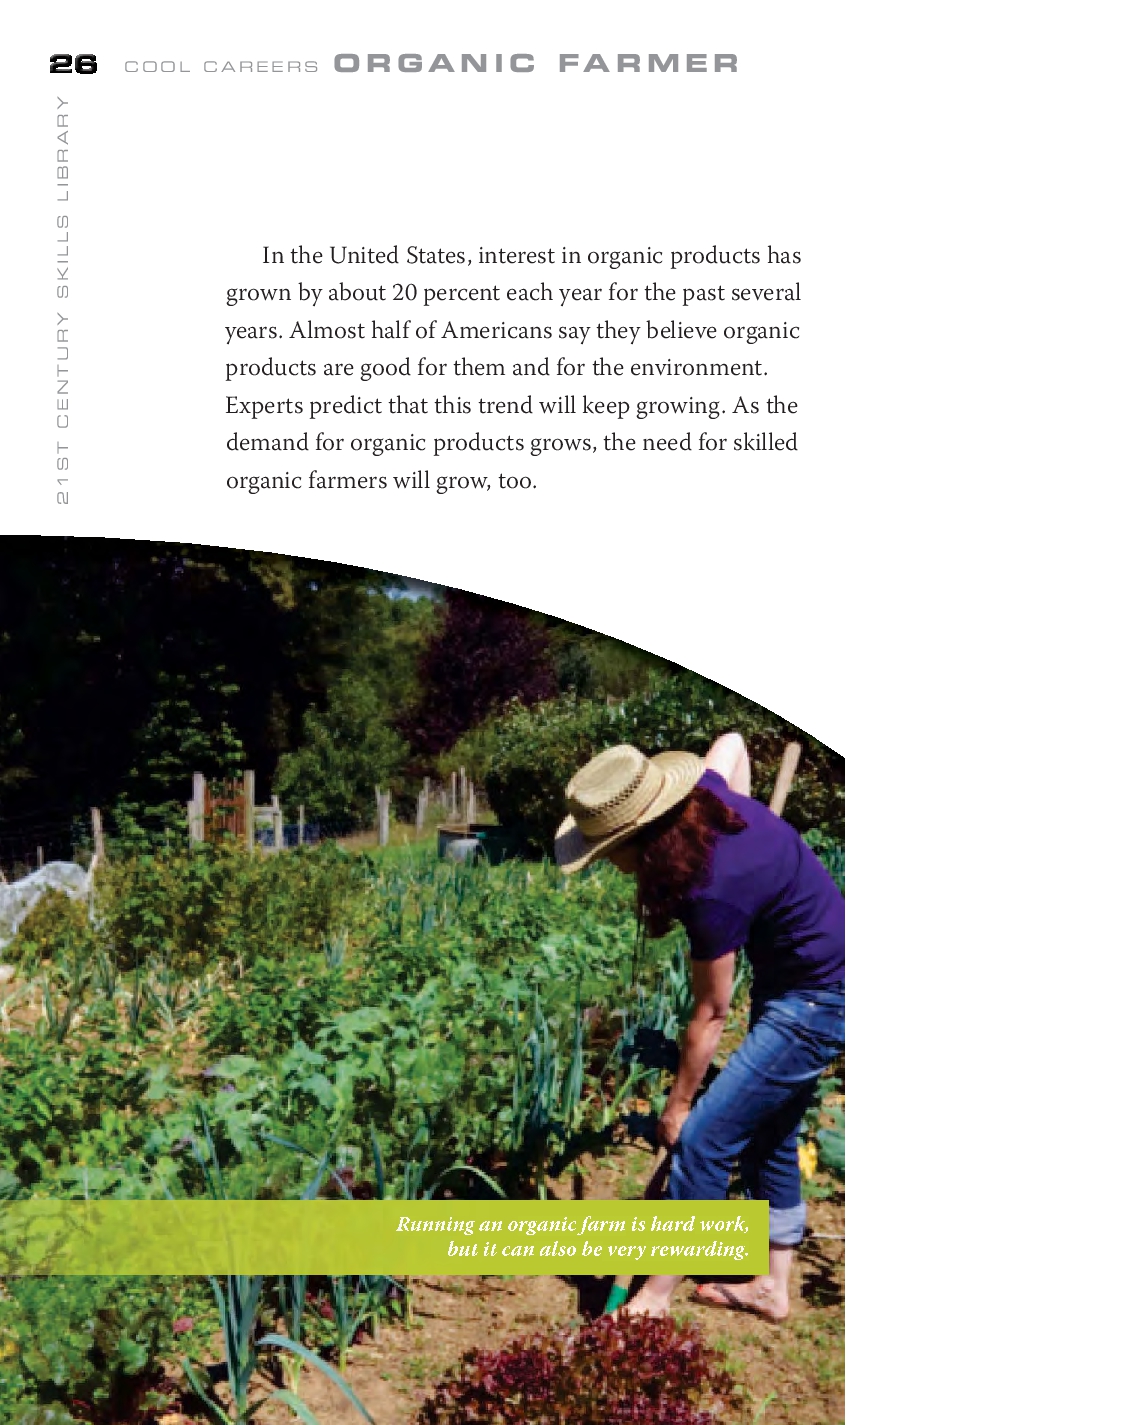 26 COOL CAREERS ORGANIC FARMER
21ST CENTURY SKILLS LIBRARY
In the United States, interest in organic products has
grown by about 20 percent each year for the past several
years. Almost half of Americans say they believe organic
products are good for them and for the environment.
Experts predict that this trend will keep growing. As the
demand for organic products grows, the need for skilled
organic farmers will grow, too.
Running an organic farm is hard work,
but it can also be very rewarding.